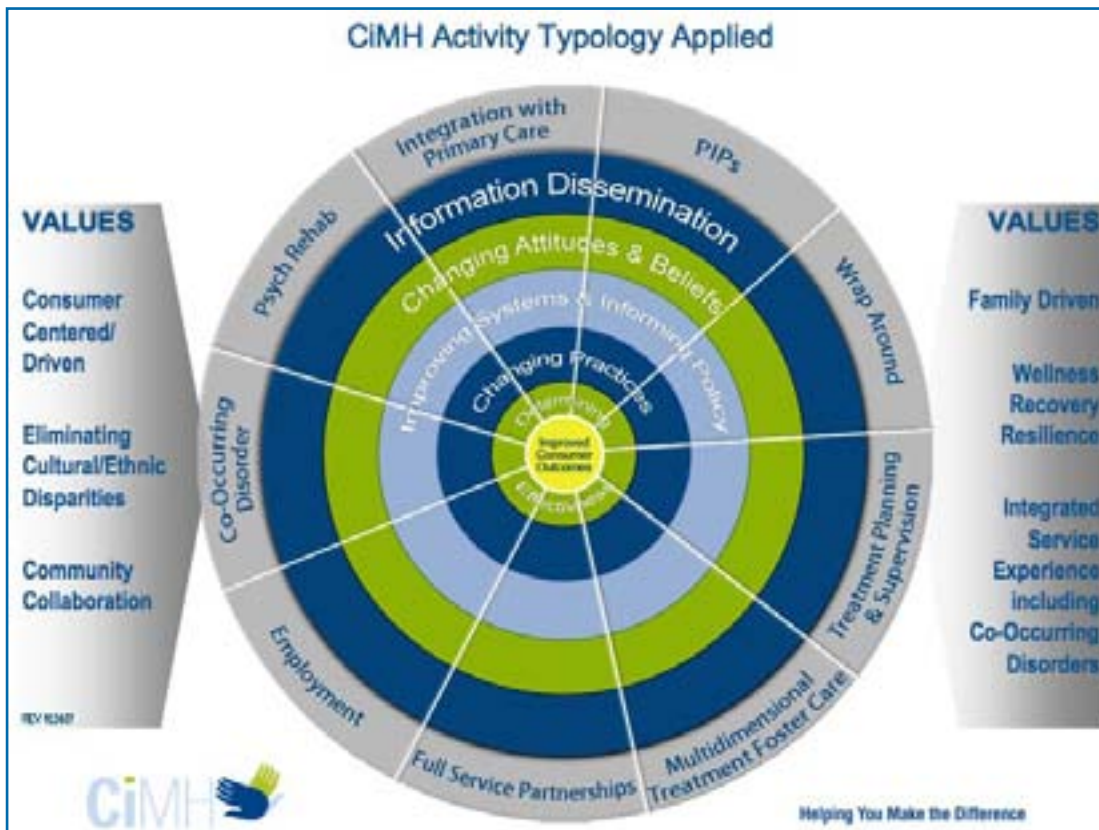 CiMH Activity Typology Applied
VALUES
Consumer
Centered/
Driven
Eliminating
Cultural/Ethnic
Disparities
Community
Collaboration
Integration with
Primary Care
PIPs
Wrap Around
Treatment Planning
& Supervision
Multidimensional
Treatment Foster Care
Full Service Partnerships
Employment
Co-Occurring
Disorder
Psych Rehab
Information Dissemination
Changing Attitudes & Beliefs
Improving Systems & Informing Policy
Changing Practices
Determining
Effectiveness
Improved
Consumer
Outcomes
VALUES
Family Driven
Wellness
Recovery
Resilience
Integrated
Service
Experience
including
Co-Occurring
Disorders
REV
CiMH
Helping You Make the Difference